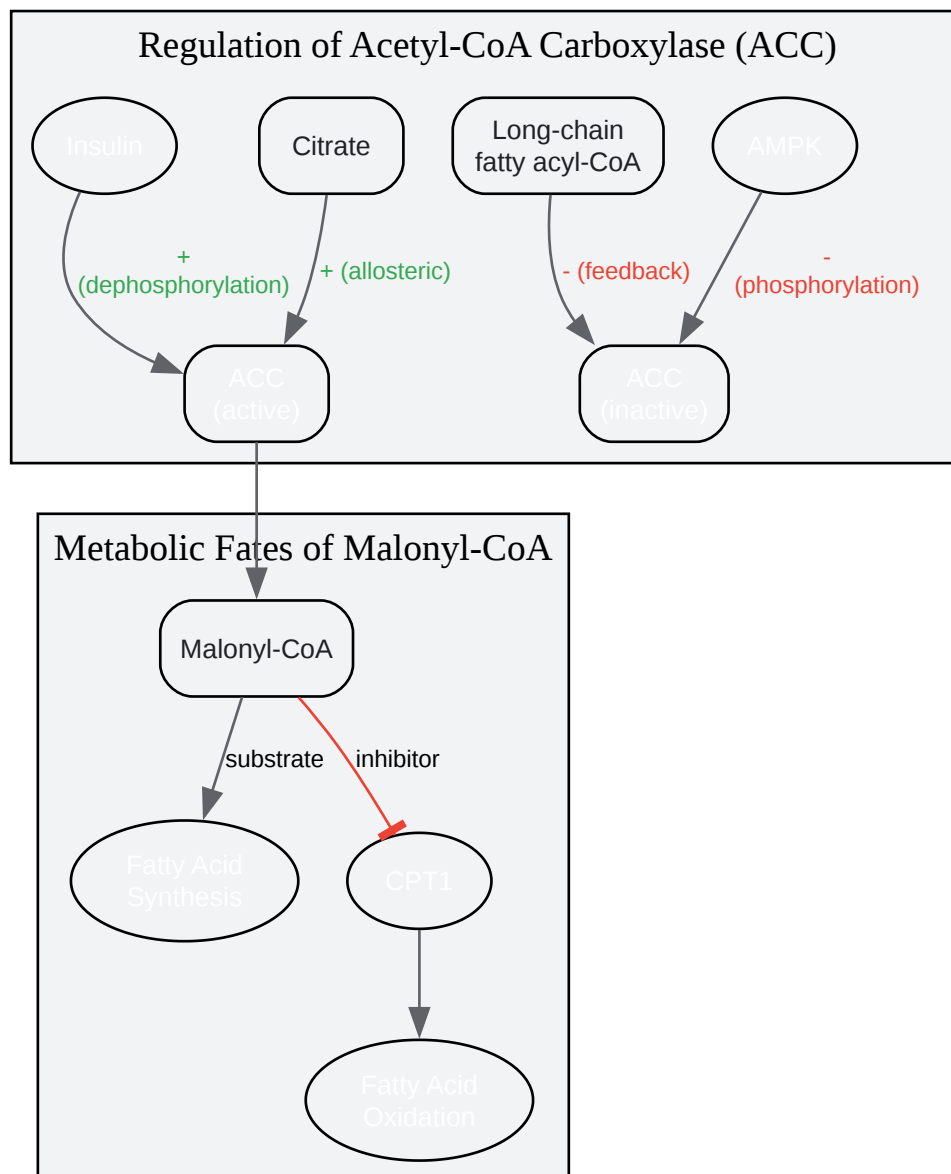 Regulation of Acetyl-CoA Carboxylase (ACC)
Insulin
Citrate
Long-chain
fatty acyl-CoA
AMPK
+
(dephosphorylation)
+ (allosteric)
- (feedback)
-
(phosphorylation)
ACC
(active)
ACC
(inactive)
Metabolic Fates of Malonyl-CoA
Malonyl-CoA
substrate
inhibitor
Fatty Acid
Synthesis
CPT1
Fatty Acid
Oxidation